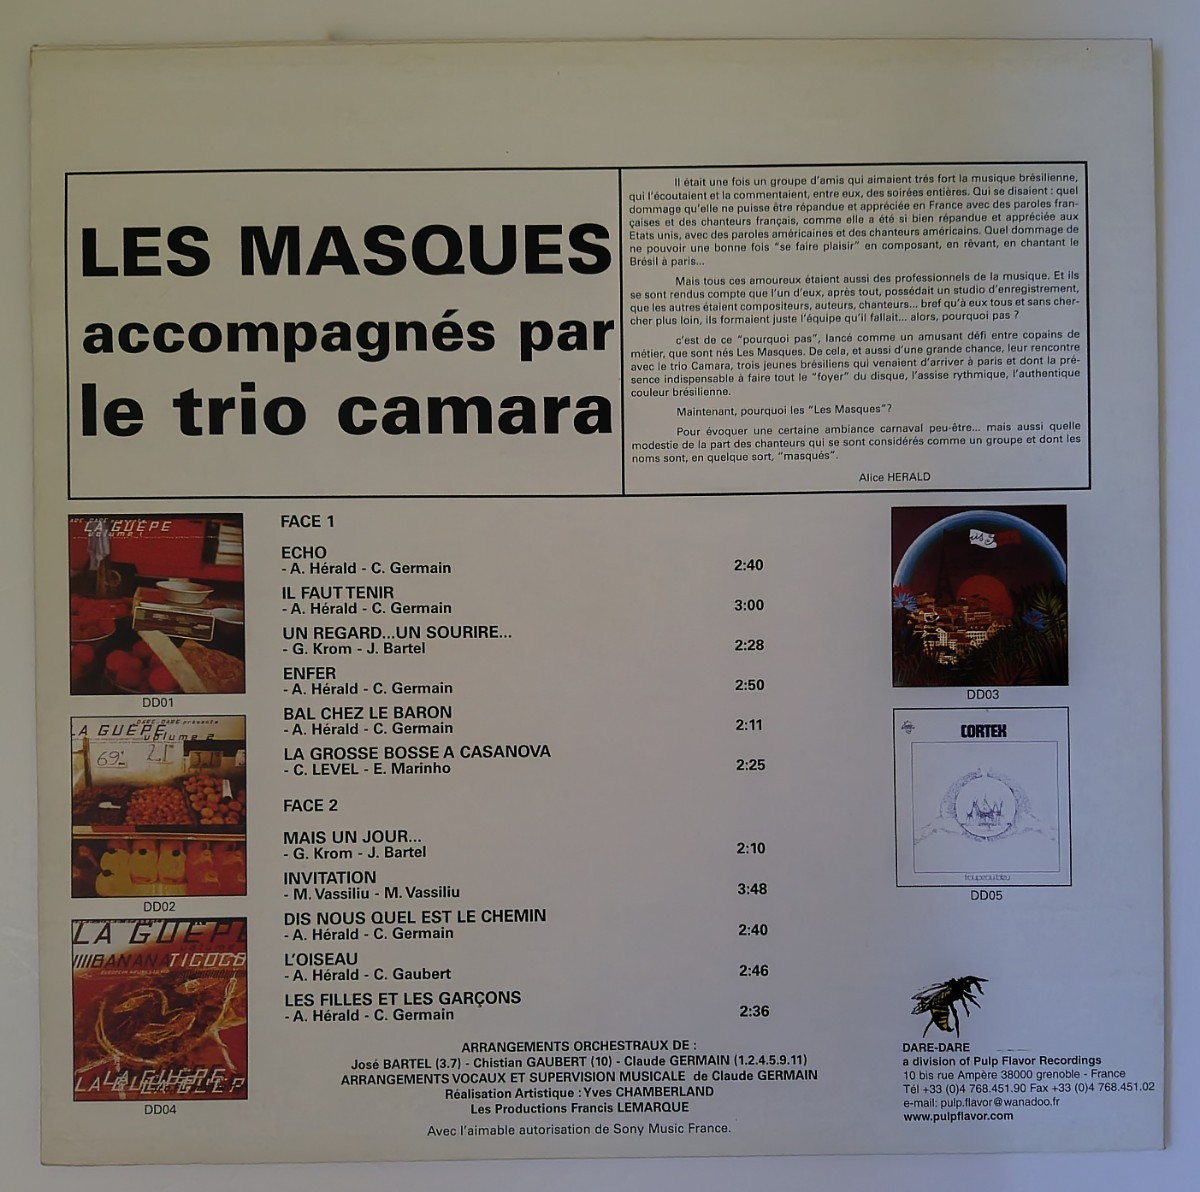 LES MASQUES
accompagnés par
le trio camara
Il était une fois un groupe d'amis qui aimaient trés fort la musique brésilienne,
qui l'écoutaient et la commentaient, entre eux, des soirées entières. Qui se disaient : quel
dommage qu'elle ne puisse être répandue et appréciée en France avec des paroles fran-
çaises et des chanteurs français, comme elle a été si bien répandue et appréciée aux
Etats unis, avec des paroles américaines et des chanteurs américains. Quel dommage de
ne pouvoir une bonne fois "se faire plaisir" en composant, en rêvant, en chantant le
Brésil à paris...
Mais tous ces amoureux étaient aussi des professionnels de la musique. Et ils
se sont rendus compte que l'un d'eux, après tout, possédait un studio d'enregistrement,
que les autres étaient compositeurs, auteurs, chanteurs... bref qu'à eux tous et sans cher-
cher plus loin, ils formaient juste l'équipe qu'il fallait... alors, pourquoi pas ?
c'est de ce "pourquoi pas", lancé comme un amusant défi entre copains de
métier, que sont nés Les Masques. De cela, et aussi d'une grande chance, leur rencontre
avec le trio Camara, trois jeunes brésiliens qui venaient d'arriver à paris et dont la pré-
sence indispensable à faire tout le "foyer" du disque, l'assise rythmique, l'authentique
couleur brésilienne.
Maintenant, pourquoi les "Les Masques"?
Pour évoquer une certaine ambiance carnaval peu-être... mais aussi quelle
modestie de la part des chanteurs qui se sont considérés comme un groupe et dont les
noms sont, en quelque sort, "masqués".
Alice HERALD
LA GUÊPE
volume 1
DD01
DARE-DARE présente
LA GUÊPE
volume 2
69
DD02
LA GUÊPE
BANANA TICOCO
LA GUÊPE
DD04
FACE 1
ECHO
- A. Hérald - C. Germain 2:40
IL FAUT TENIR
- A. Hérald - C. Germain 3:00
UN REGARD...UN SOURIRE...
- G. Krom - J. Bartel 2:28
ENFER
- A. Hérald - C. Germain 2:50
BAL CHEZ LE BARON
- A. Hérald - C. Germain 2:11
LA GROSSE BOSSE A CASANOVA
- C. LEVEL - E. Marinho 2:25
FACE 2
MAIS UN JOUR...
- G. Krom - J. Bartel 2:10
INVITATION
- M. Vassiliu - M. Vassiliu 3:48
DIS NOUS QUEL EST LE CHEMIN
- A. Hérald - C. Germain 2:40
L'OISEAU
- A. Hérald - C. Gaubert 2:46
LES FILLES ET LES GARÇONS
- A. Hérald - C. Germain 2:36
ARRANGEMENTS ORCHESTRAUX DE :
José BARTEL (3.7) - Chistian GAUBERT (10) - Claude GERMAIN (1.2.4.5.9.11)
ARRANGEMENTS VOCAUX ET SUPERVISION MUSICALE de Claude GERMAIN
Réalisation Artistique : Yves CHAMBERLAND
Les Productions Francis LEMARQUE
Avec l'aimable autorisation de Sony Music France.
DD03
CORTEX
troupeau bleu
DD05
DARE-DARE
a division of Pulp Flavor Recordings
10 bis rue Ampère 38000 grenoble - France
Tél +33 (0)4 768.451.90 Fax +33 (0)4 768.451.02
e-mail: pulp.flavor@wanadoo.fr
www.pulpflavor.com